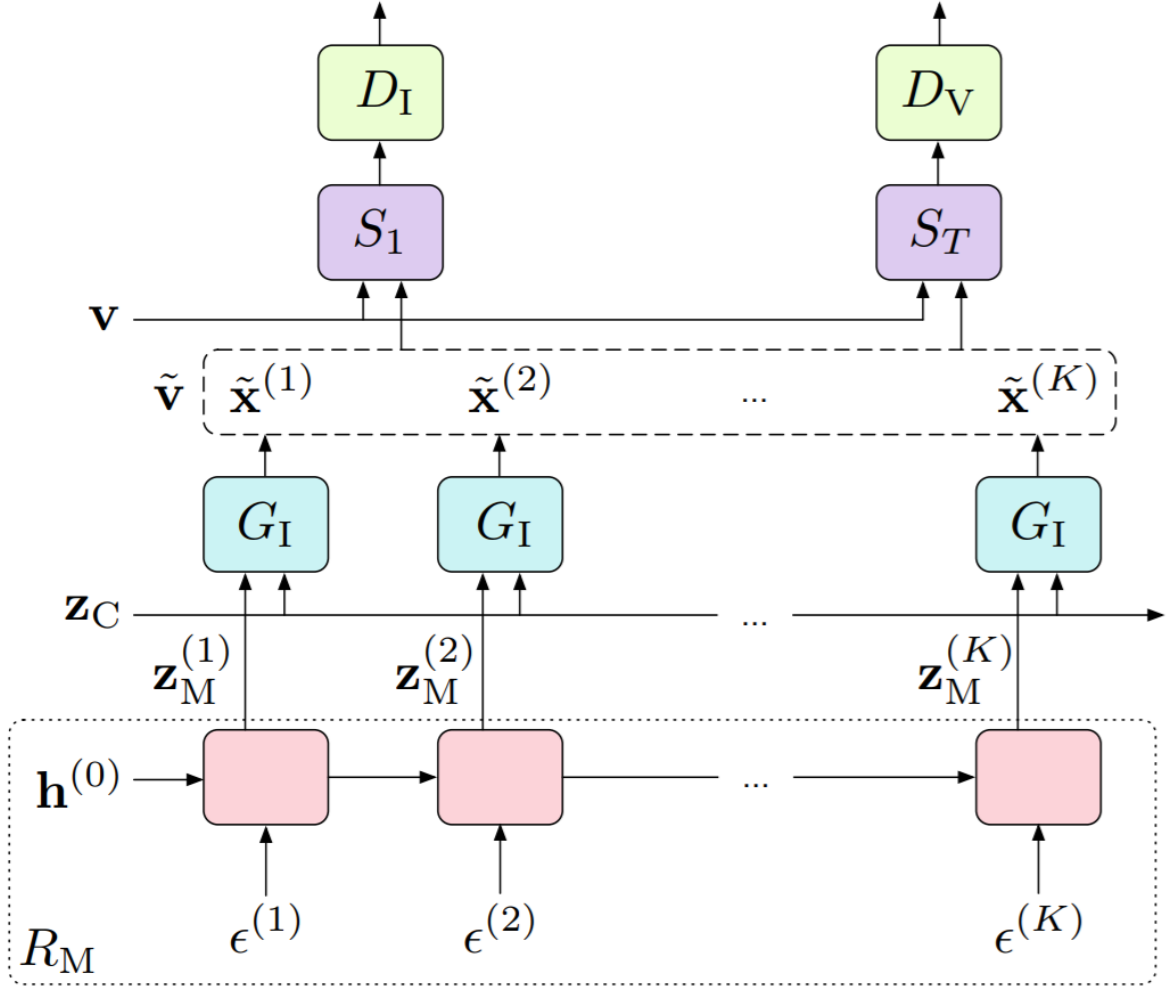 D_I D_V
S_1 S_T
v
ṽ x̃^(1) x̃^(2) ... x̃^(K)
G_I G_I G_I
z_C ...
z_M^(1) z_M^(2) z_M^(K)
h^(0) ...
ϵ^(1) ϵ^(2) ϵ^(K)
R_M